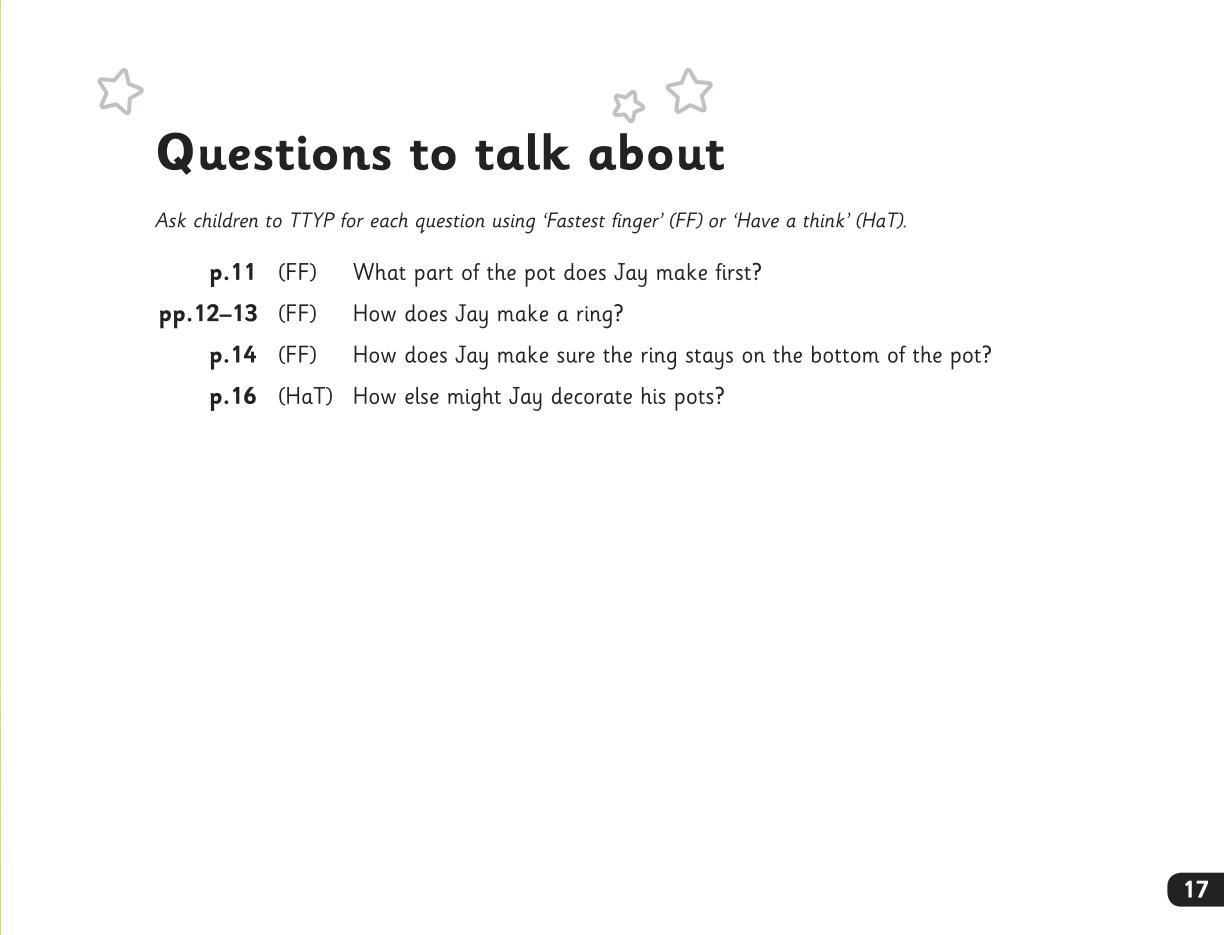 Questions to talk about
Ask children to TTYP for each question using ‘Fastest finger’ (FF) or ‘Have a think’ (HaT).
p.11 (FF) What part of the pot does Jay make first?
pp.12–13 (FF) How does Jay make a ring?
p.14 (FF) How does Jay make sure the ring stays on the bottom of the pot?
p.16 (HaT) How else might Jay decorate his pots?
17